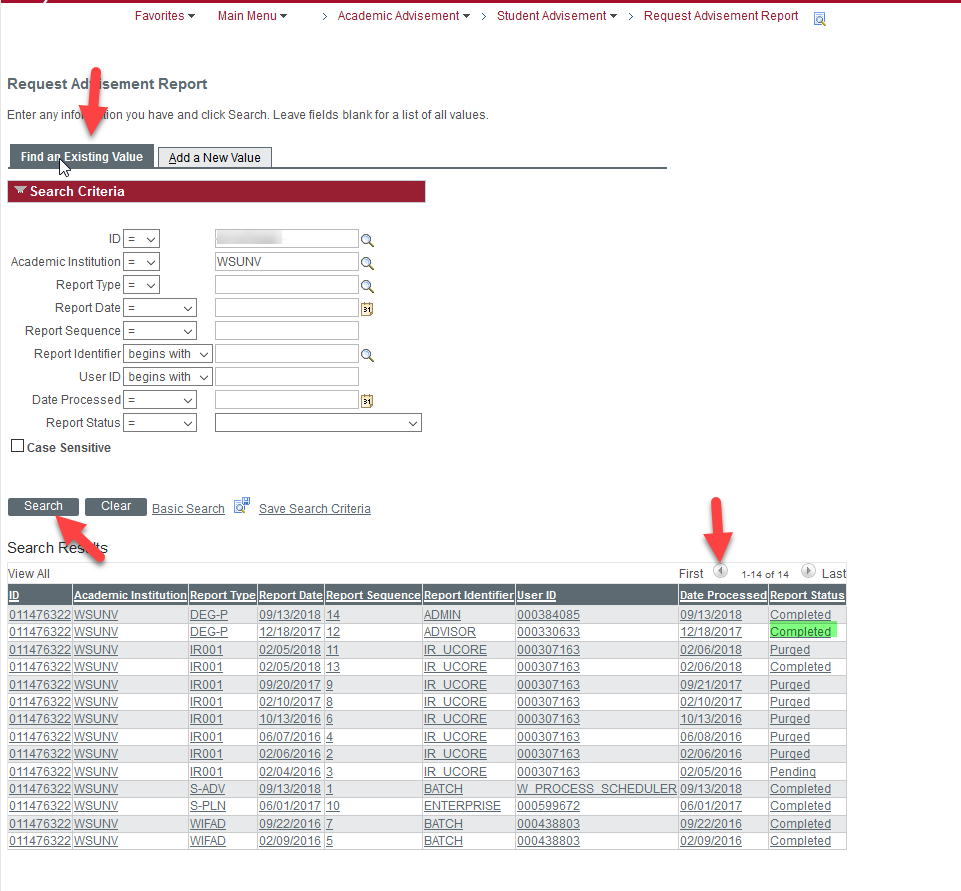 Favorites Main Menu > Academic Advisement > Student Advisement > Request Advisement Report
Request Advisement Report
Enter any information you have and click Search. Leave fields blank for a list of all values.
Find an Existing Value Add a New Value
Search Criteria
ID =
Academic Institution = WSUNV
Report Type =
Report Date = 31
Report Sequence =
Report Identifier begins with
User ID begins with
Date Processed = 31
Report Status =
Case Sensitive
Search Clear Basic Search Save Search Criteria
Search Results
View All First 1-14 of 14 Last
ID Academic Institution Report Type Report Date Report Sequence Report Identifier User ID Date Processed Report Status
011476322 WSUNV DEG-P 09/13/2018 14 ADMIN 000384085 09/13/2018 Completed
011476322 WSUNV DEG-P 12/18/2017 12 ADVISOR 000330633 12/18/2017 Completed
011476322 WSUNV IR001 02/05/2018 11 IR_UCORE 000307163 02/06/2018 Purged
011476322 WSUNV IR001 02/05/2018 13 IR_UCORE 000307163 02/06/2018 Completed
011476322 WSUNV IR001 09/20/2017 9 IR_UCORE 000307163 09/21/2017 Purged
011476322 WSUNV IR001 02/10/2017 8 IR_UCORE 000307163 02/10/2017 Purged
011476322 WSUNV IR001 10/13/2016 6 IR_UCORE 000307163 10/13/2016 Purged
011476322 WSUNV IR001 06/07/2016 4 IR_UCORE 000307163 06/08/2016 Purged
011476322 WSUNV IR001 02/06/2016 2 IR_UCORE 000307163 02/06/2016 Purged
011476322 WSUNV IR001 02/04/2016 3 IR_UCORE 000307163 02/05/2016 Pending
011476322 WSUNV S-ADV 09/13/2018 1 BATCH W_PROCESS_SCHEDULER 09/13/2018 Completed
011476322 WSUNV S-PLN 06/01/2017 10 ENTERPRISE 000599672 06/01/2017 Completed
011476322 WSUNV WIFAD 09/22/2016 7 BATCH 000438803 09/22/2016 Completed
011476322 WSUNV WIFAD 02/09/2016 5 BATCH 000438803 02/09/2016 Completed